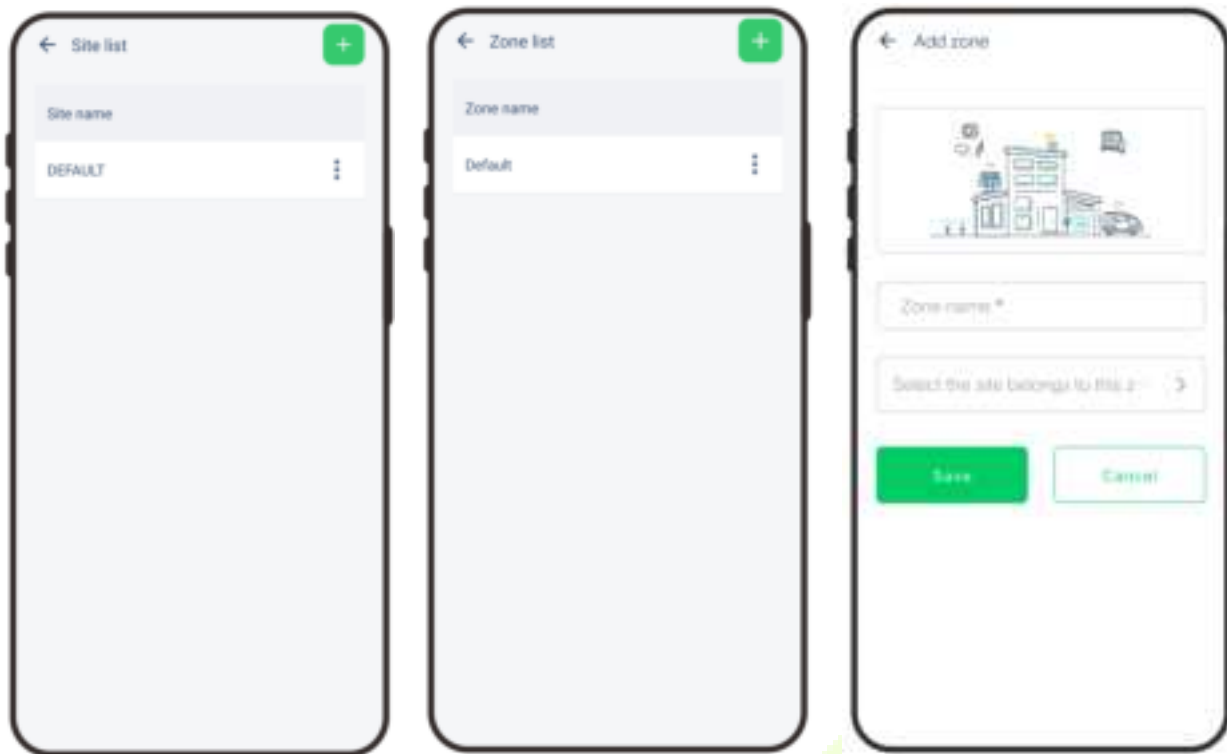 Site list
Site name
DEFAULT
Zone list
Zone name
Default
Add zone
Zone name *
Select the site belongs to this z
Save
Cancel